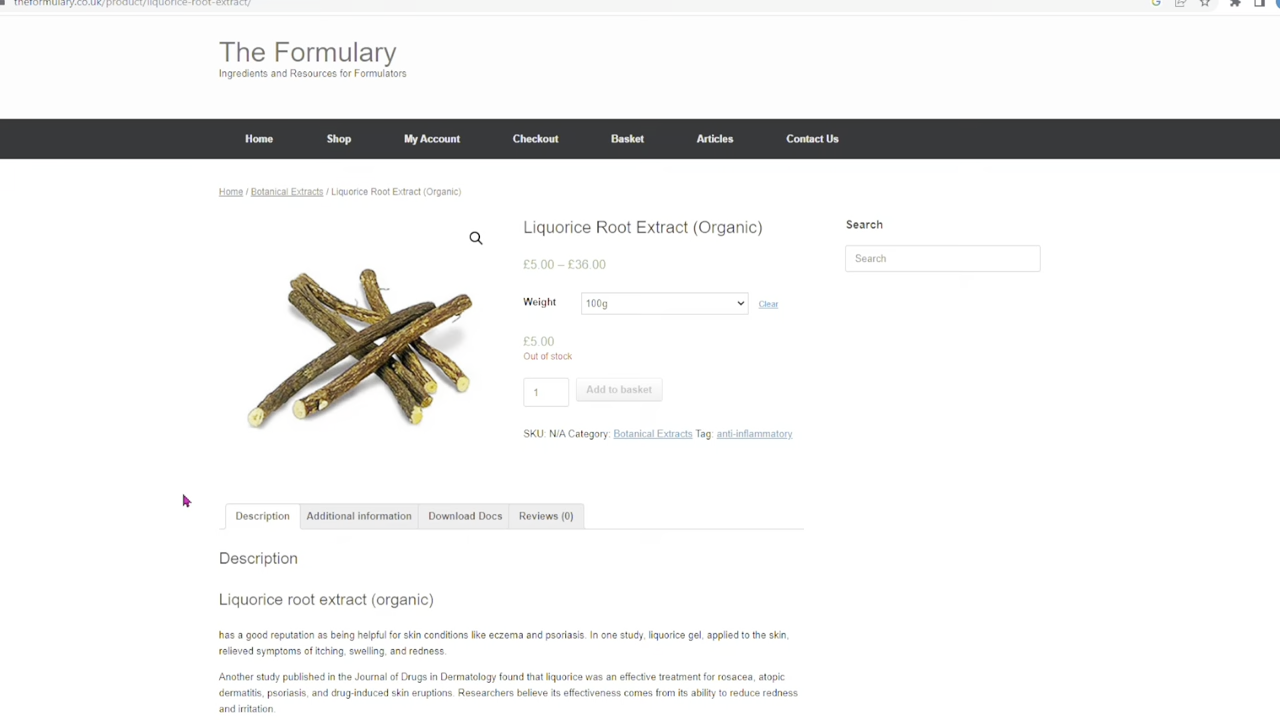 theformulary.co.uk/product/liquorice-root-extract/
The Formulary
Ingredients and Resources for Formulators
Home Shop My Account Checkout Basket Articles Contact Us
Home / Botanical Extracts / Liquorice Root Extract (Organic)
Liquorice Root Extract (Organic)
£5.00 – £36.00
Weight 100g Clear
£5.00
Out of stock
1 Add to basket
SKU: N/A Category: Botanical Extracts Tag: anti-inflammatory
Search
Search
Description Additional information Download Docs Reviews (0)
Description
Liquorice root extract (organic)
has a good reputation as being helpful for skin conditions like eczema and psoriasis. In one study, liquorice gel, applied to the skin,
relieved symptoms of itching, swelling, and redness.
Another study published in the Journal of Drugs in Dermatology found that liquorice was an effective treatment for rosacea, atopic
dermatitis, psoriasis, and drug-induced skin eruptions. Researchers believe its effectiveness comes from its ability to reduce redness
and irritation.